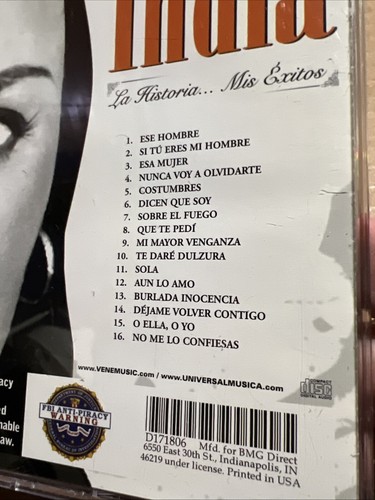 India
La Historia... Mis Éxitos
1. ESE HOMBRE
2. SI TÚ ERES MI HOMBRE
3. ESA MUJER
4. NUNCA VOY A OLVIDARTE
5. COSTUMBRES
6. DICEN QUE SOY
7. SOBRE EL FUEGO
8. QUE TE PEDÍ
9. MI MAYOR VENGANZA
10. TE DARÉ DULZURA
11. SOLA
12. AUN LO AMO
13. BURLADA INOCENCIA
14. DÉJAME VOLVER CONTIGO
15. O ELLA, O YO
16. NO ME LO CONFIESAS
www.VENEMUSIC.com / www.UNIVERSALMUSICA.com
COMPACT
disc
DIGITAL AUDIO
FBI ANTI-PIRACY
WARNING
D171806 Mfd. for BMG Direct
6550 East 30th St., Indianapolis, IN
46219 under license. Printed in USA